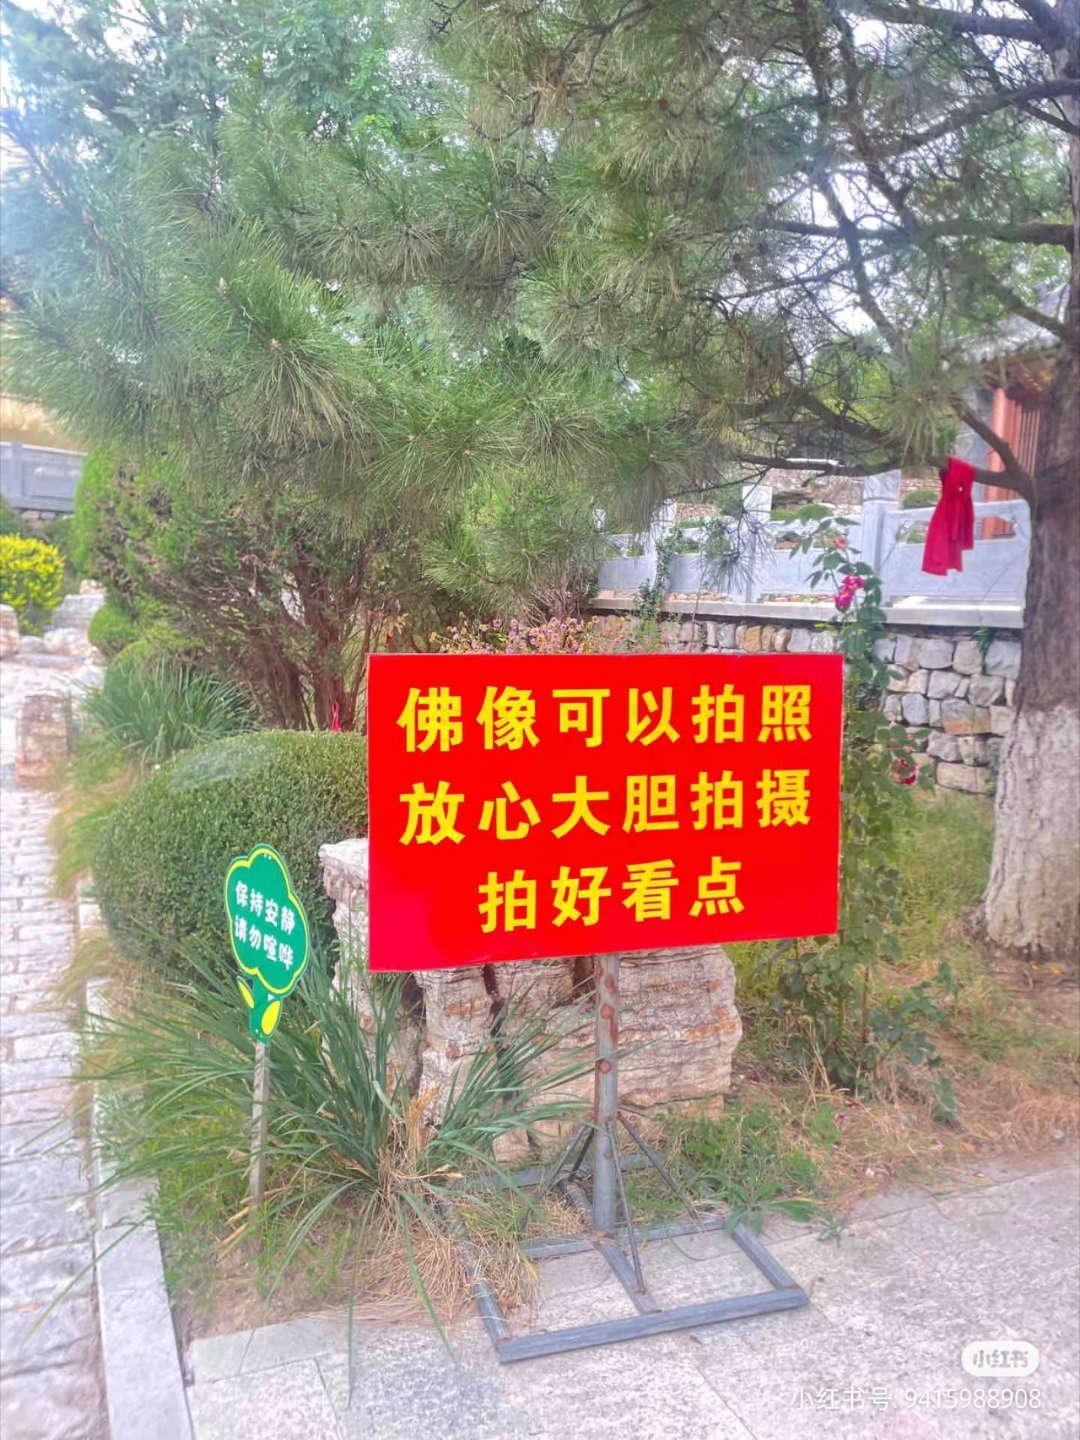 佛像可以拍照
放心大胆拍摄
拍好看点
保持安静
请勿喧哗
小红书
小红书号: 9415988908